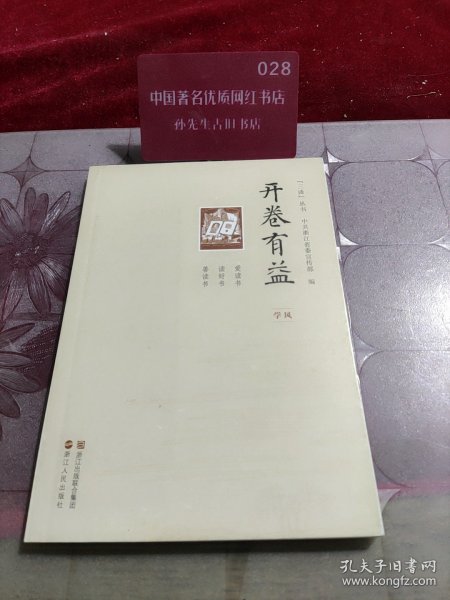 028
中国著名优质网红书店
孙先生古旧书店
“三读”丛书 中共浙江省委宣传部 编
开卷有益
学风
爱读书
读好书
善读书
浙江出版联合集团
浙江人民出版社
孔夫子旧书网
www.kongfz.com